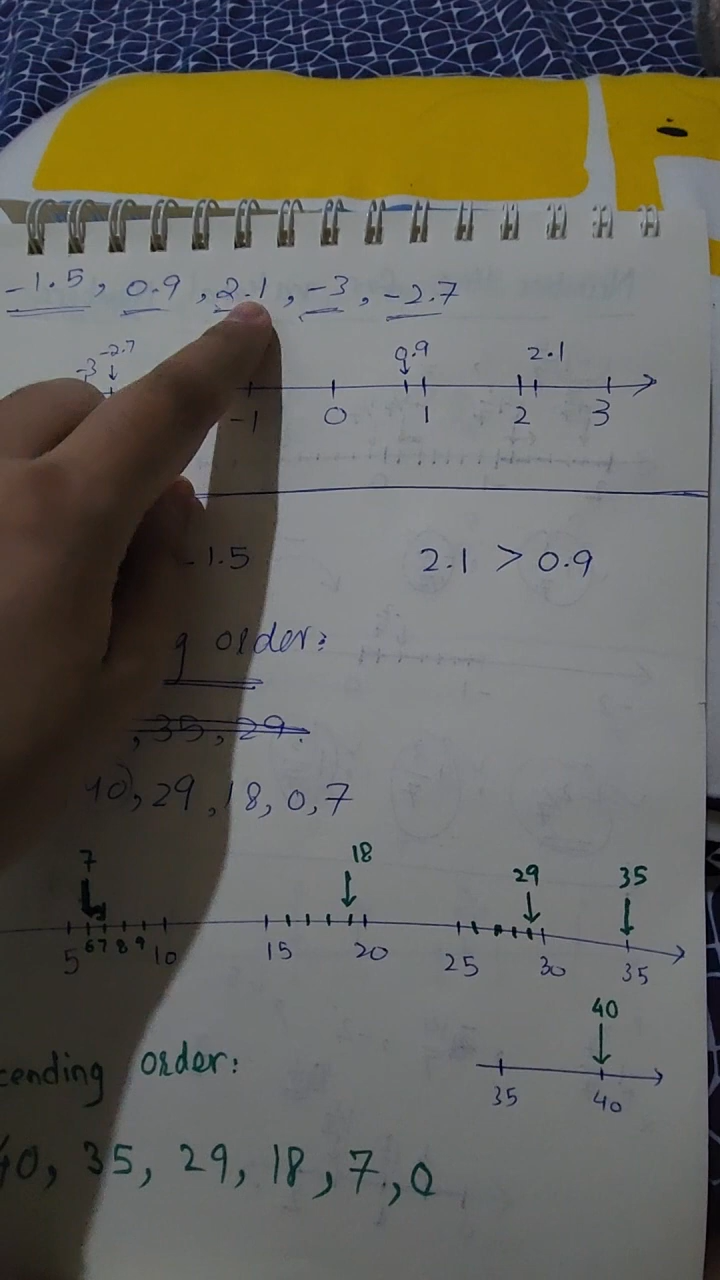 -1.5, 0.9, 2.1, -3, -2.7
-3 -2.7 0.9 2.1
-1 0 1 2 3
-1.5 2.1 > 0.9
g order:
, 35, 29.
40, 29, 18, 0, 7
7 18 29 35
5 6 7 8 9 10 15 20 25 30 35
40
cending order:
35 40
40, 35, 29, 18, 7, 0